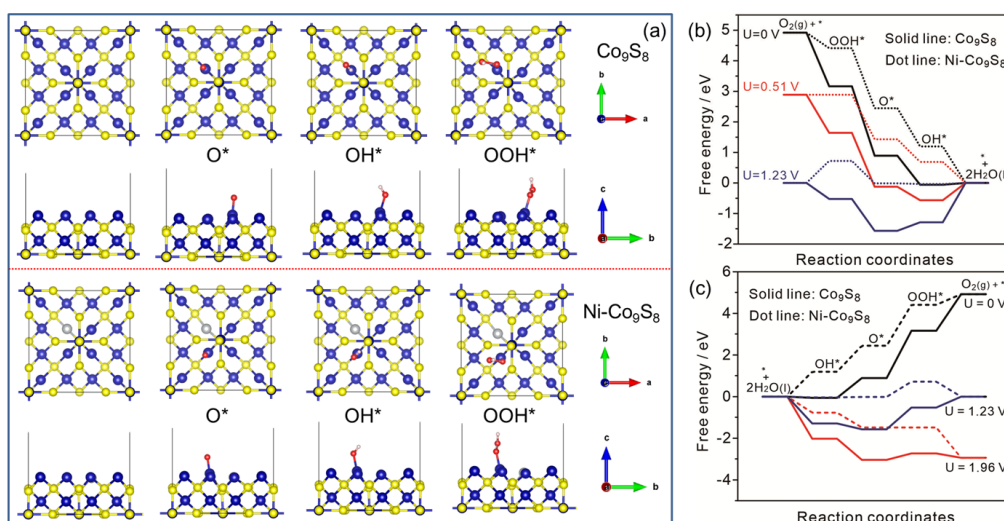 (a)
Co₉S₈
b
a
O*
OH*
OOH*
c
b
Ni-Co₉S₈
b
a
O*
OH*
OOH*
c
b
(b)
O₂(g)+*
U=0 V
OOH*
Solid line: Co₉S₈
Dot line: Ni-Co₉S₈
U=0.51 V
O*
OH*
U=1.23 V
*
+
2H₂O(l)
5
4
3
2
1
0
-1
-2
Free energy / eV
Reaction coordinates
(c)
Solid line: Co₉S₈
Dot line: Ni-Co₉S₈
O₂(g)+*
OOH*
U = 0 V
O*
OH*
*
+
2H₂O(l)
U = 1.23 V
U = 1.96 V
6
4
2
0
-2
-4
Free energy / eV
Reaction coordinates